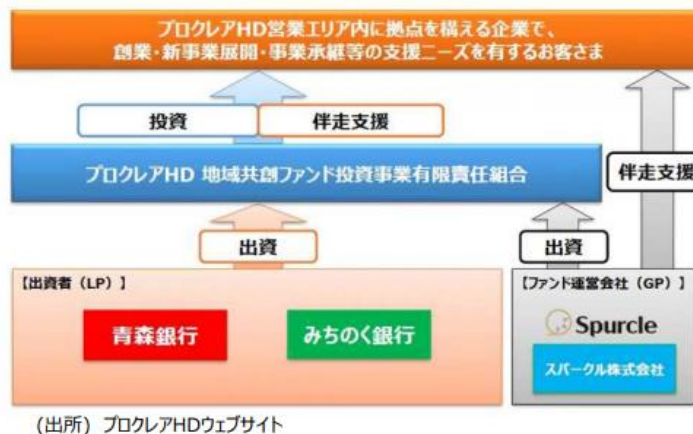 プロクレアHD営業エリア内に拠点を構える企業で、
創業・新事業展開・事業承継等の支援ニーズを有するお客さま
投資
伴走支援
プロクレアHD 地域共創ファンド投資事業有限責任組合
伴走支援
出資
出資
【出資者（LP）】
青森銀行
みちのく銀行
【ファンド運営会社（GP）】
Spurcle
スパークル株式会社
（出所）プロクレアHDウェブサイト